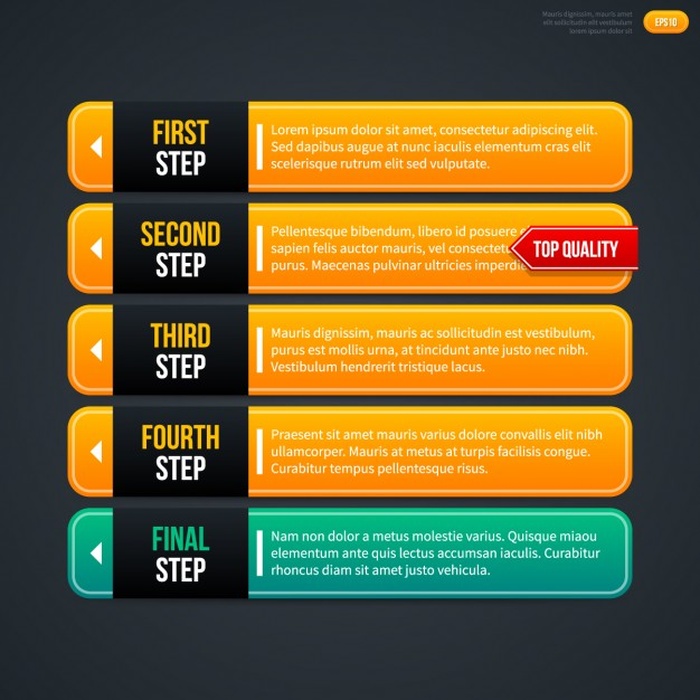 Mauris dignissim, mauris amet
elit sollicitudin elit vestibulum
lorem ipsum dolor sit
EPS10
FIRST
STEP
Lorem ipsum dolor sit amet, consectetur adipiscing elit.
Sed dapibus augue at nunc iaculis elementum cras elit
scelerisque rutrum elit sed vulputate.
SECOND
STEP
Pellentesque bibendum, libero id posuere
sapien felis auctor mauris, vel
purus. Maecenas pulvinar ultricies
TOP QUALITY
THIRD
STEP
Mauris dignissim, mauris ac sollicitudin est vestibulum,
purus est mollis urna, at tincidunt ante justo nec nibh.
Vestibulum hendrerit tristique lacus.
FOURTH
STEP
Praesent sit amet mauris varius dolore convallis elit nibh
ullamcorper. Mauris at metus at turpis facilisis congue.
Curabitur tempus pellentesque risus.
FINAL
STEP
Nam non dolor a metus molestie varius. Quisque miaou
elementum ante quis lectus accumsan iaculis. Curabitur
rhoncus diam sit amet justo vehicula.